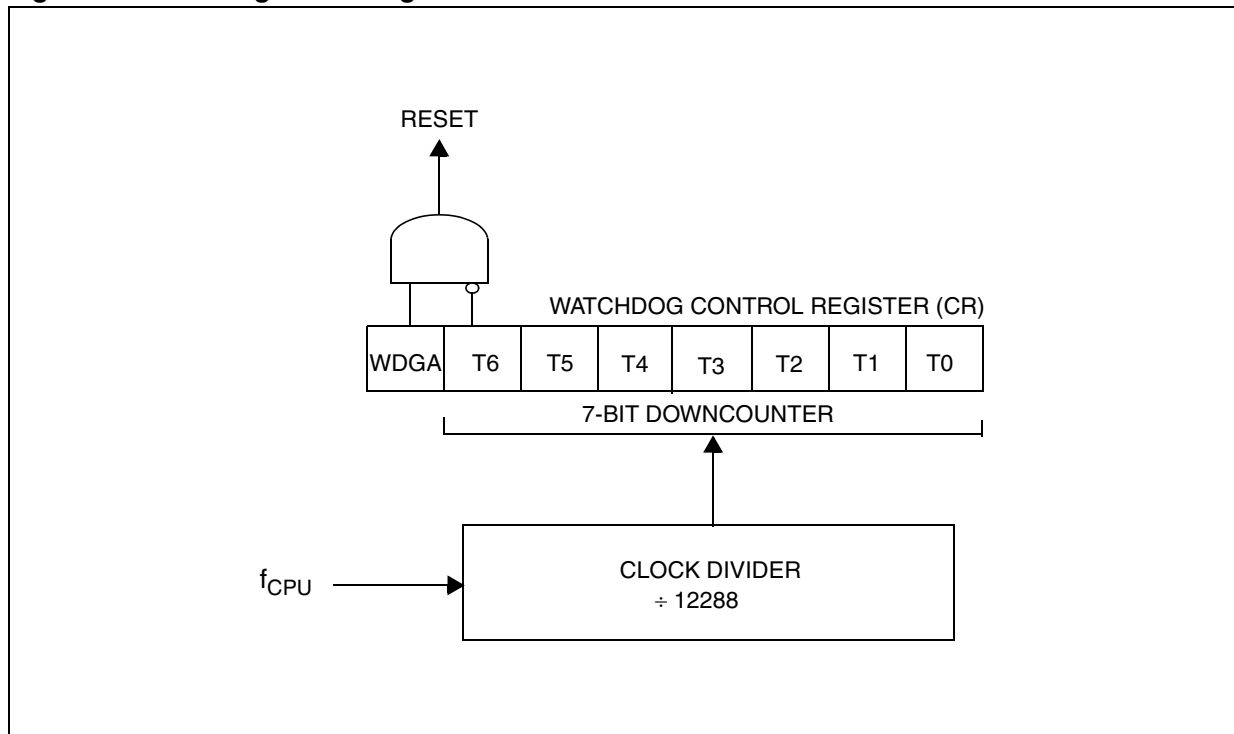 RESET
WATCHDOG CONTROL REGISTER (CR)
WDGA T6 T5 T4 T3 T2 T1 T0
7-BIT DOWNCOUNTER
fCPU
CLOCK DIVIDER
÷ 12288